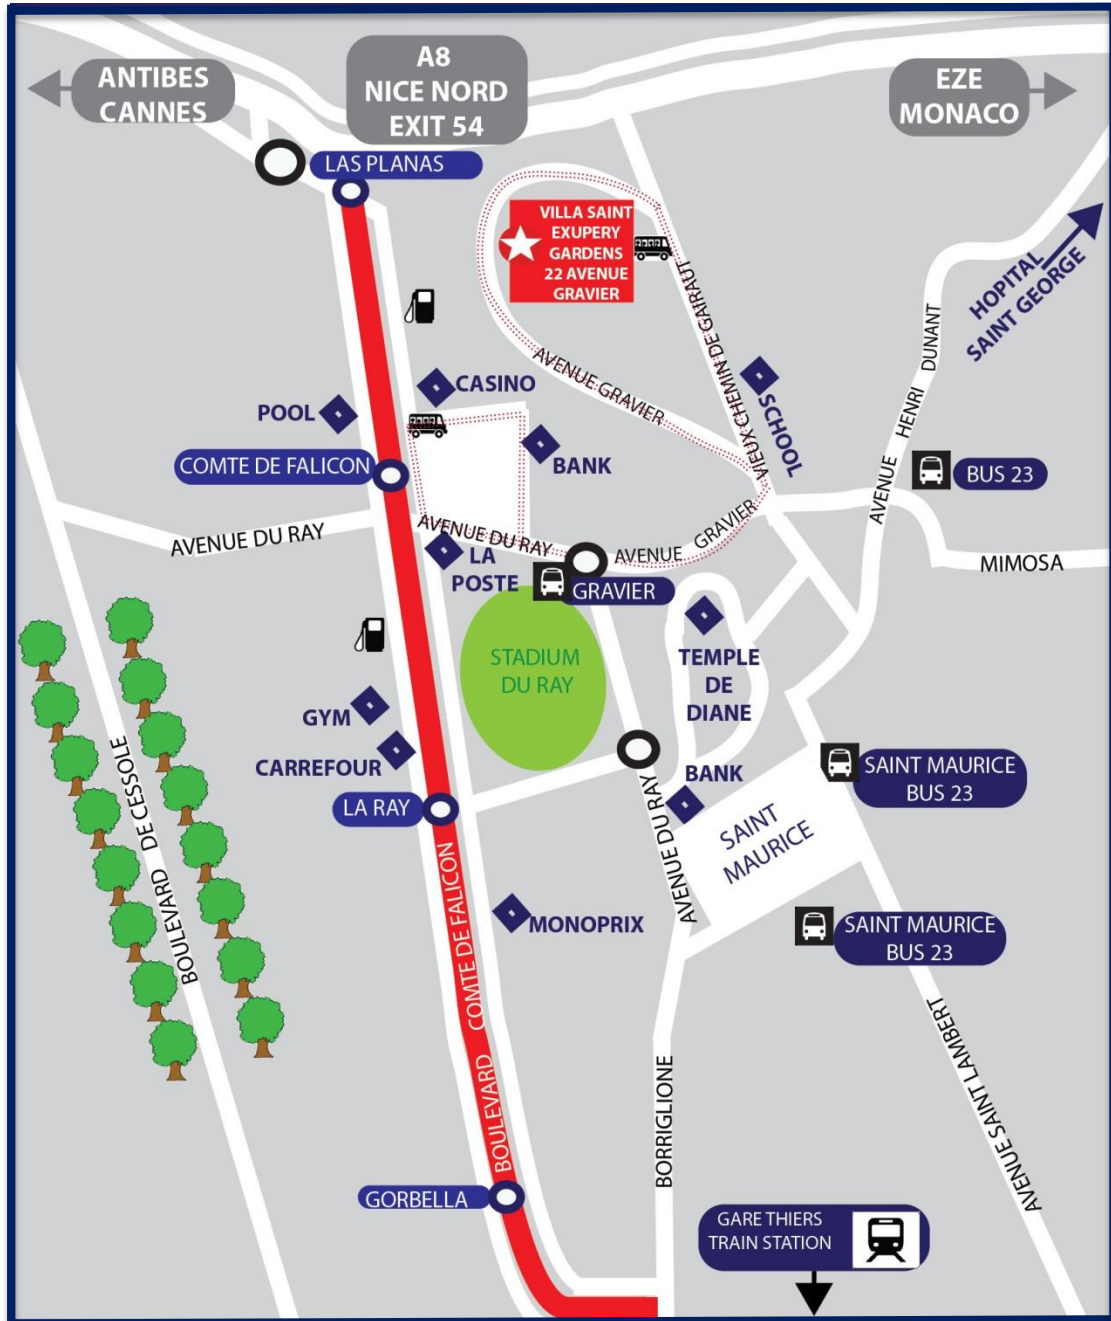 ANTIBES
CANNES
A8
NICE NORD
EXIT 54
EZE
MONACO
LAS PLANAS
VILLA SAINT
EXUPERY
GARDENS
22 AVENUE
GRAVIER
HOPITAL
SAINT GEORGE
VIEUX CHEMIN DE GAIRAUT
AVENUE HENRI DUNANT
AVENUE GRAVIER
CASINO
SCHOOL
POOL
BANK
COMTE DE FALICON
BUS 23
AVENUE DU RAY
AVENUE DU RAY
AVENUE GRAVIER
LA
POSTE
MIMOSA
GRAVIER
STADIUM
DU RAY
TEMPLE
DE
DIANE
GYM
CARREFOUR
BANK
SAINT MAURICE
BUS 23
LA RAY
BOULEVARD DE CESSOLE
AVENUE DU RAY
SAINT
MAURICE
MONOPRIX
SAINT MAURICE
BUS 23
BOULEVARD COMTE DE FALICON
BORRIGLIONE
AVENUE SAINT LAMBERT
GORBELLA
GARE THIERS
TRAIN STATION